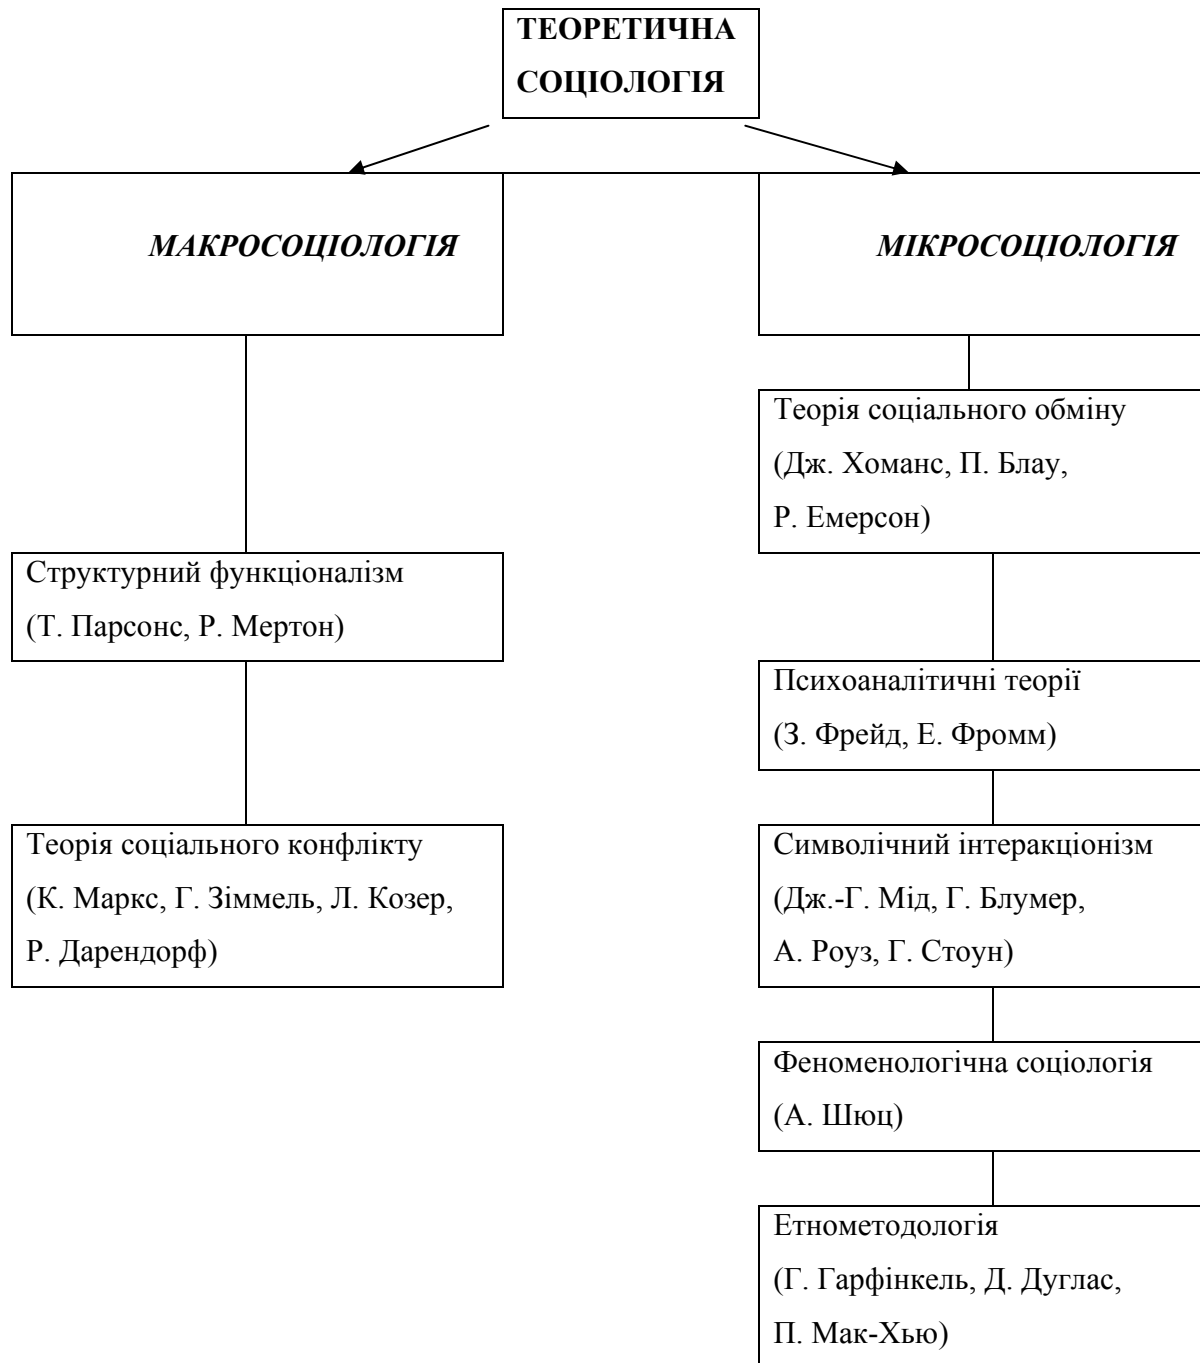 ТЕОРЕТИЧНА
СОЦІОЛОГІЯ
МАКРОСОЦІОЛОГІЯ
МІКРОСОЦІОЛОГІЯ
Структурний функціоналізм
(Т. Парсонс, Р. Мертон)
Теорія соціального конфлікту
(К. Маркс, Г. Зіммель, Л. Козер,
Р. Дарендорф)
Теорія соціального обміну
(Дж. Хоманс, П. Блау,
Р. Емерсон)
Психоаналітичні теорії
(З. Фрейд, Е. Фромм)
Символічний інтеракціонізм
(Дж.-Г. Мід, Г. Блумер,
А. Роуз, Г. Стоун)
Феноменологічна соціологія
(А. Шюц)
Етнометодологія
(Г. Гарфінкель, Д. Дуглас,
П. Мак-Хью)